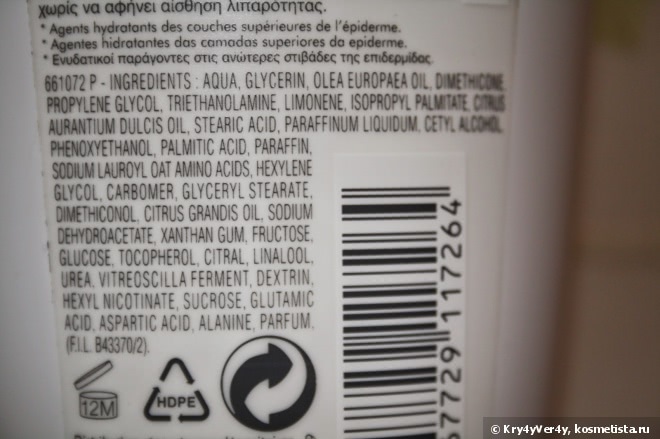 χωρίς να αφήνει αίσθηση λιπαρότητας.
* Agents hydratants des couches supérieures de l'épiderme.
* Agentes hidratantes das camadas superiores da epiderme.
* Ενυδατικοί παράγοντες στις ανώτερες στιβάδες της επιδερμίδας.
661072 P - INGREDIENTS : AQUA, GLYCERIN, OLEA EUROPAEA OIL, DIMETHICONE,
PROPYLENE GLYCOL, TRIETHANOLAMINE, LIMONENE, ISOPROPYL PALMITATE, CITRUS
AURANTIUM DULCIS OIL, STEARIC ACID, PARAFFINUM LIQUIDUM, CETYL ALCOHOL,
PHENOXYETHANOL, PALMITIC ACID, PARAFFIN,
SODIUM LAUROYL OAT AMINO ACIDS, HEXYLENE
GLYCOL, CARBOMER, GLYCERYL STEARATE,
DIMETHICONOL, CITRUS GRANDIS OIL, SODIUM
DEHYDROACETATE, XANTHAN GUM, FRUCTOSE,
GLUCOSE, TOCOPHEROL, CITRAL, LINALOOL,
UREA, VITREOSCILLA FERMENT, DEXTRIN,
HEXYL NICOTINATE, SUCROSE, GLUTAMIC
ACID, ASPARTIC ACID, ALANINE, PARFUM.
(F.I.L. B43370/2).
12M
HDPE
7729 117264
© Kry4yVer4y, kosmetista.ru